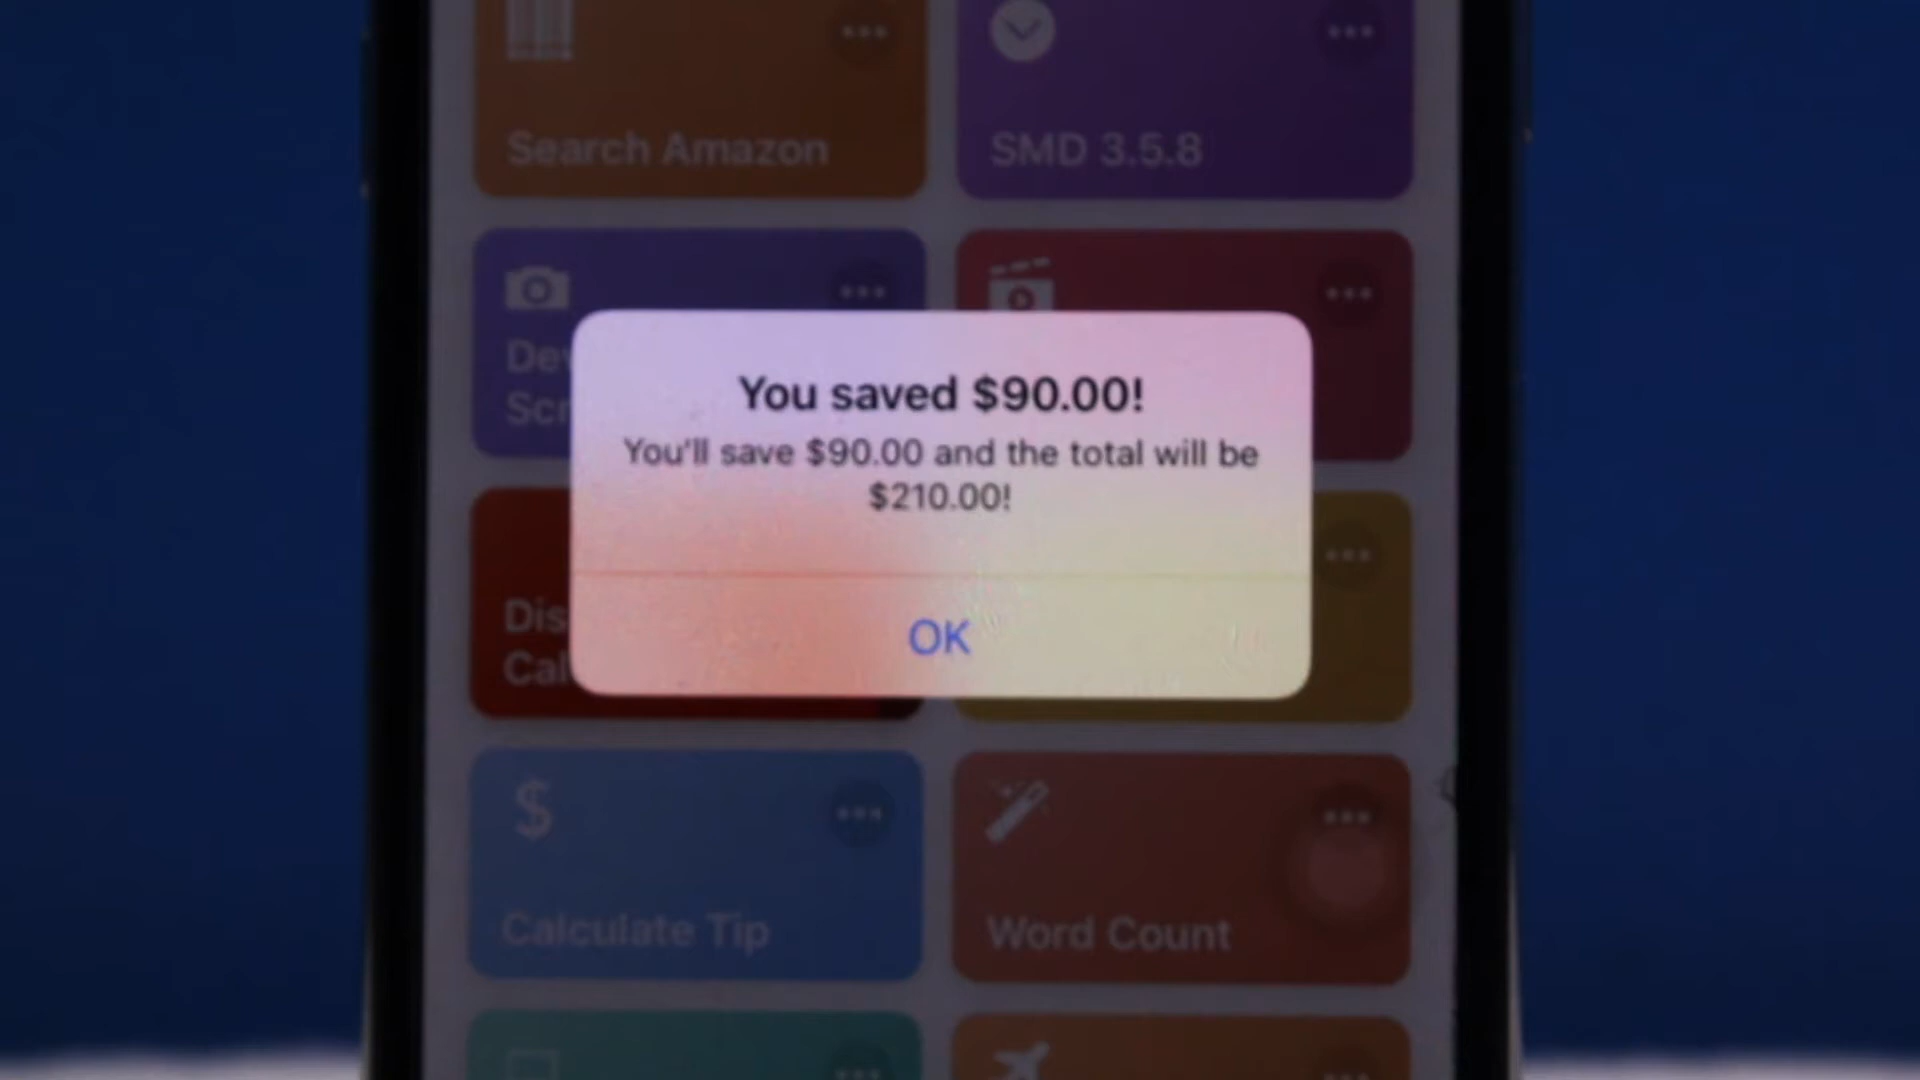 Search Amazon
SMD 3.5.8
You saved $90.00!
You'll save $90.00 and the total will be
$210.00!
OK
$
Calculate Tip
Word Count